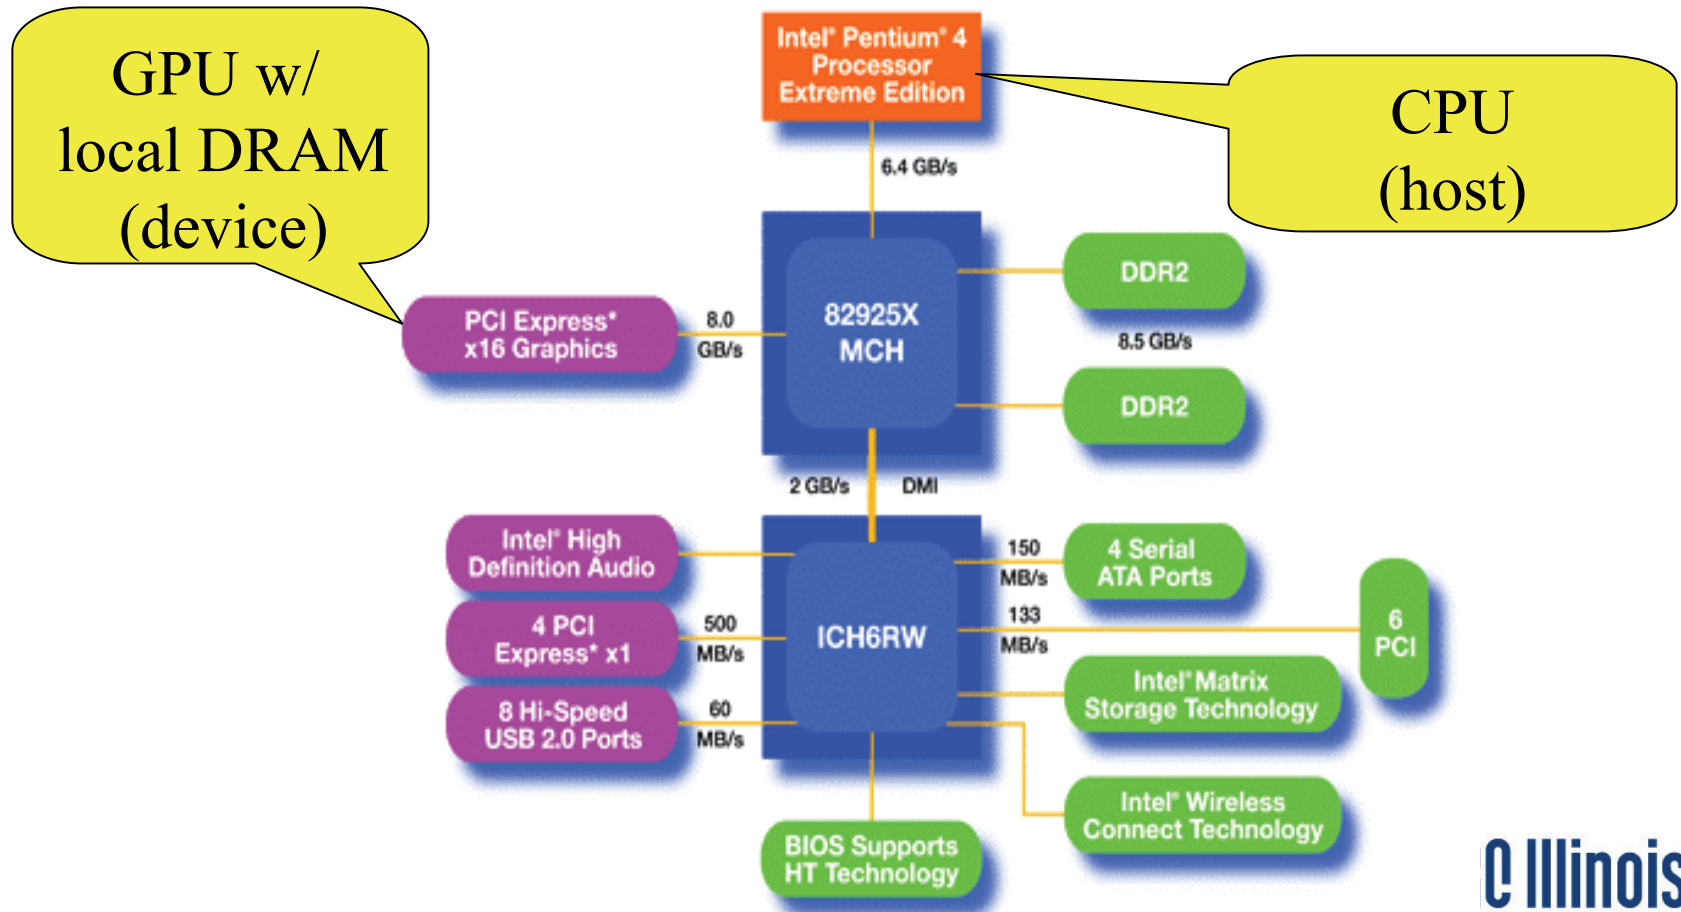 GPU w/
local DRAM
(device)
Intel® Pentium® 4
Processor
Extreme Edition
CPU
(host)
6.4 GB/s
PCI Express*
x16 Graphics
8.0
GB/s
82925X
MCH
DDR2
8.5 GB/s
DDR2
2 GB/s
DMI
Intel® High
Definition Audio
4 PCI
Express* x1
500
MB/s
8 Hi-Speed
USB 2.0 Ports
60
MB/s
ICH6RW
150
MB/s
4 Serial
ATA Ports
133
MB/s
6
PCI
Intel® Matrix
Storage Technology
Intel® Wireless
Connect Technology
BIOS Supports
HT Technology
Illinois